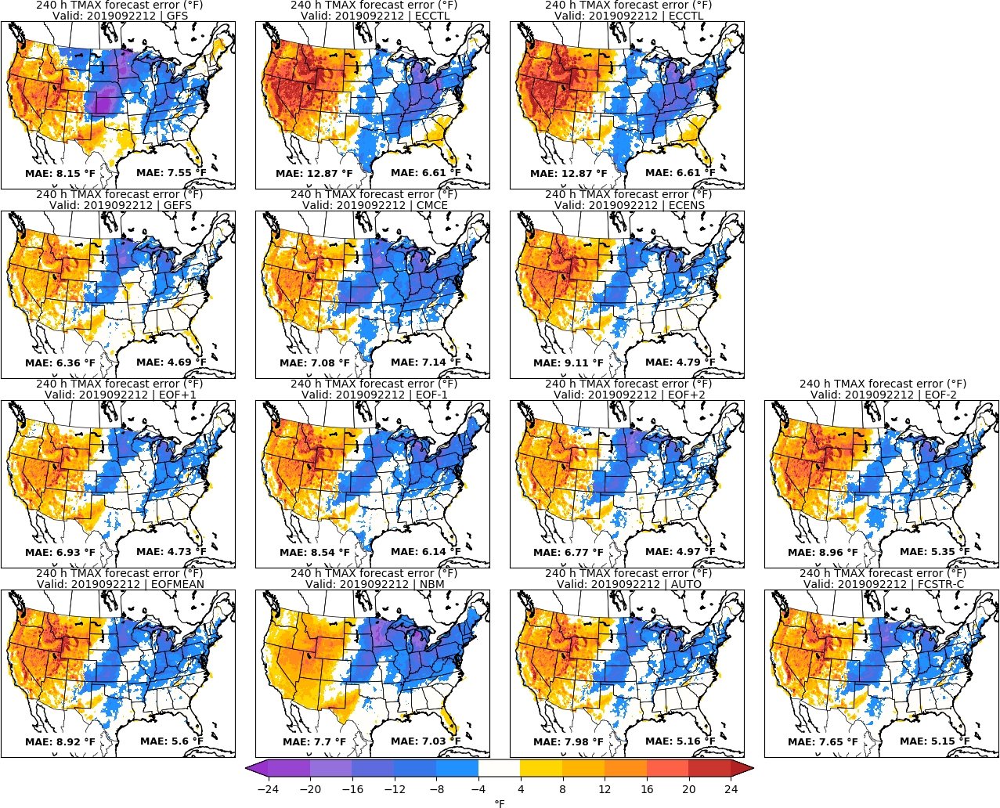 240 h TMAX forecast error (°F)
Valid: 2019092212 | GFS
MAE: 8.15 °F
MAE: 7.55 °F
240 h TMAX forecast error (°F)
Valid: 2019092212 | ECCTL
MAE: 12.87 °F
MAE: 6.61 °F
240 h TMAX forecast error (°F)
Valid: 2019092212 | ECCTL
MAE: 12.87 °F
MAE: 6.61 °F
240 h TMAX forecast error (°F)
Valid: 2019092212 | GEFS
MAE: 6.36 °F
MAE: 4.69 °F
240 h TMAX forecast error (°F)
Valid: 2019092212 | CMCE
MAE: 7.08 °F
MAE: 7.14 °F
240 h TMAX forecast error (°F)
Valid: 2019092212 | ECENS
MAE: 9.11 °F
MAE: 4.79 °F
240 h TMAX forecast error (°F)
Valid: 2019092212 | EOF+1
MAE: 6.93 °F
MAE: 4.73 °F
240 h TMAX forecast error (°F)
Valid: 2019092212 | EOF-1
MAE: 8.54 °F
MAE: 6.14 °F
240 h TMAX forecast error (°F)
Valid: 2019092212 | EOF+2
MAE: 6.77 °F
MAE: 4.97 °F
240 h TMAX forecast error (°F)
Valid: 2019092212 | EOF-2
MAE: 8.96 °F
MAE: 5.35 °F
240 h TMAX forecast error (°F)
Valid: 2019092212 | EOFMEAN
MAE: 8.92 °F
MAE: 5.6 °F
240 h TMAX forecast error (°F)
Valid: 2019092212 | NBM
MAE: 7.7 °F
MAE: 7.03 °F
240 h TMAX forecast error (°F)
Valid: 2019092212 | AUTO
MAE: 7.98 °F
MAE: 5.16 °F
240 h TMAX forecast error (°F)
Valid: 2019092212 | FCSTR-C
MAE: 7.65 °F
MAE: 5.15 °F
−24 −20 −16 −12 −8 −4 4 8 12 16 20 24
°F